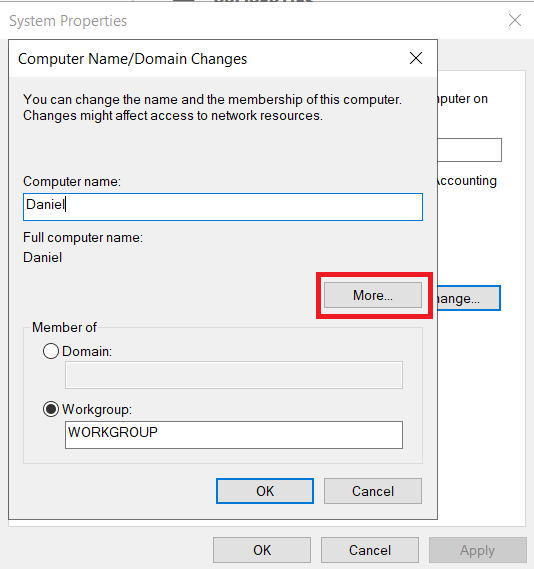 System Properties
Computer Name/Domain Changes
You can change the name and the membership of this computer.
Changes might affect access to network resources.
on
Computer name:
Accounting
Daniel
Full computer name:
Daniel
More...
Member of
Domain:
Workgroup:
WORKGROUP
OK
Cancel
OK
Cancel
Apply